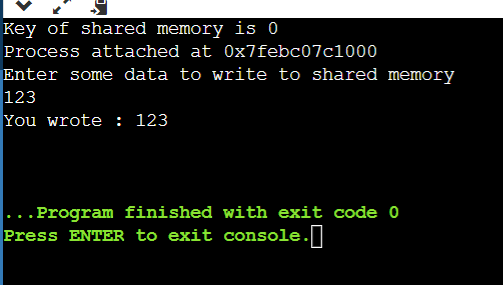 Key of shared memory is 0
Process attached at 0x7febc07c1000
Enter some data to write to shared memory
123
You wrote : 123
...Program finished with exit code 0
Press ENTER to exit console.